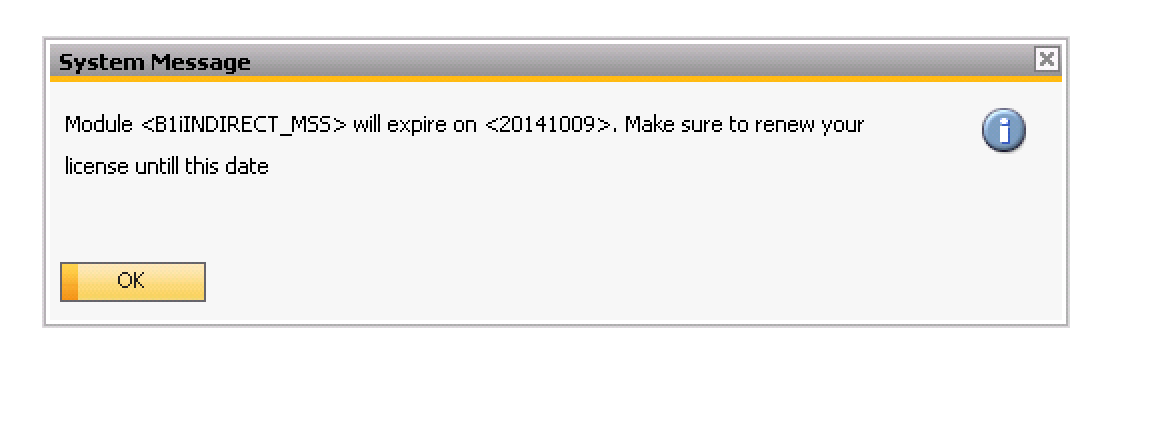 System Message
Module <B1iINDIRECT_MSS> will expire on <20141009>. Make sure to renew your
license untill this date
OK